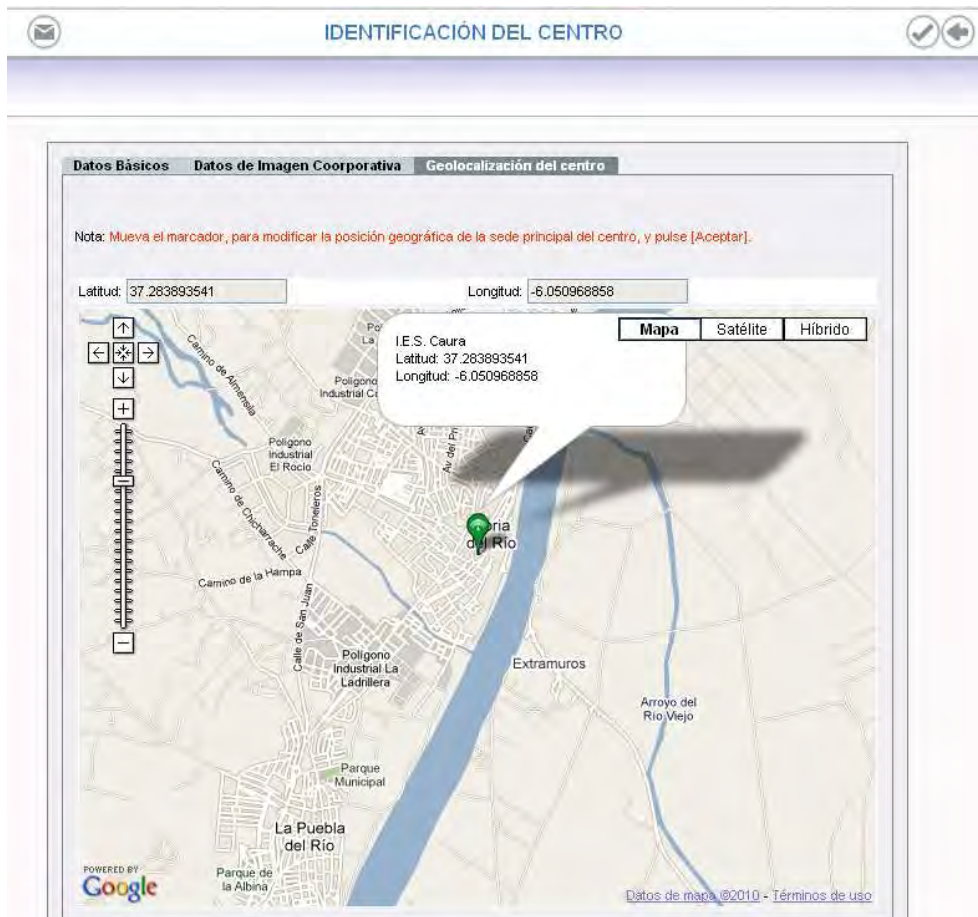 IDENTIFICACIÓN DEL CENTRO
Datos Básicos Datos de Imagen Coorporativa Geolocalización del centro
Nota: Mueva el marcador, para modificar la posición geográfica de la sede principal del centro, y pulse [Aceptar].
Latitud: 37.283893541 Longitud: -6.050968858
Mapa Satélite Híbrido
I.E.S. Caura
Latitud: 37.283893541
Longitud: -6.050968858
Camino de Almensilla
Polígono
Industrial
Av del
Polígono
Industrial
El Rocío
Camino de Chicharrache
Calle Toneleros
del Río
Camino de la Hampa
Calle de San Juan
Polígono
Industrial La
Ladrillera
Extramuros
Arroyo del
Río Viejo
Parque
Municipal
La Puebla
del Río
Parque de
la Albina
POWERED BY
Google
Datos de mapa ©2010 - Términos de uso